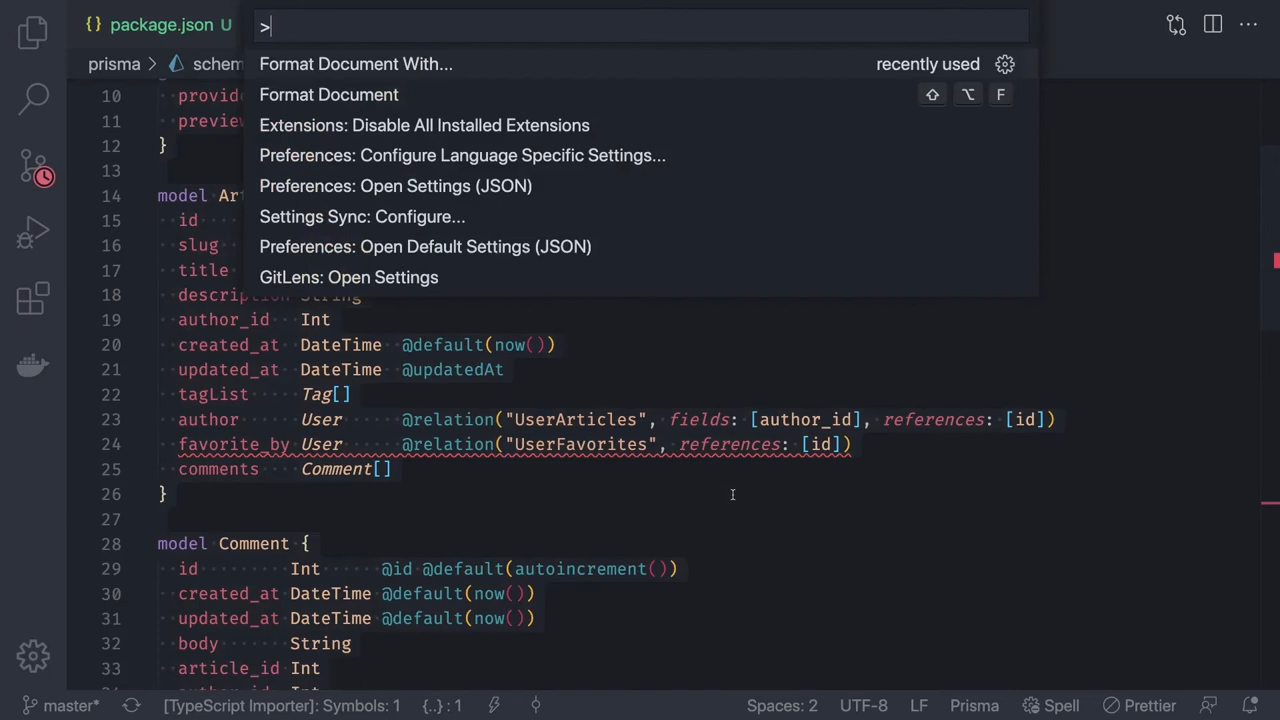 {} package.json U
>
prisma > schem
Format Document With...
recently used
Format Document
⇧ ⌥ F
Extensions: Disable All Installed Extensions
Preferences: Configure Language Specific Settings...
Preferences: Open Settings (JSON)
Settings Sync: Configure...
Preferences: Open Default Settings (JSON)
GitLens: Open Settings
10 provid
11 preview
12 }
13
14 model Art
15 id
16 slug
17 title
18 description String
19 author_id Int
20 created_at DateTime @default(now())
21 updated_at DateTime @updatedAt
22 tagList Tag[]
23 author User @relation("UserArticles", fields: [author_id], references: [id])
24 favorite_by User @relation("UserFavorites", references: [id])
25 comments Comment[]
26 }
27
28 model Comment {
29 id Int @id @default(autoincrement())
30 created_at DateTime @default(now())
31 updated_at DateTime @default(now())
32 body String
33 article_id Int
master* [TypeScript Importer]: Symbols: 1 {..} : 1 Spaces: 2 UTF-8 LF Prisma Spell Prettier